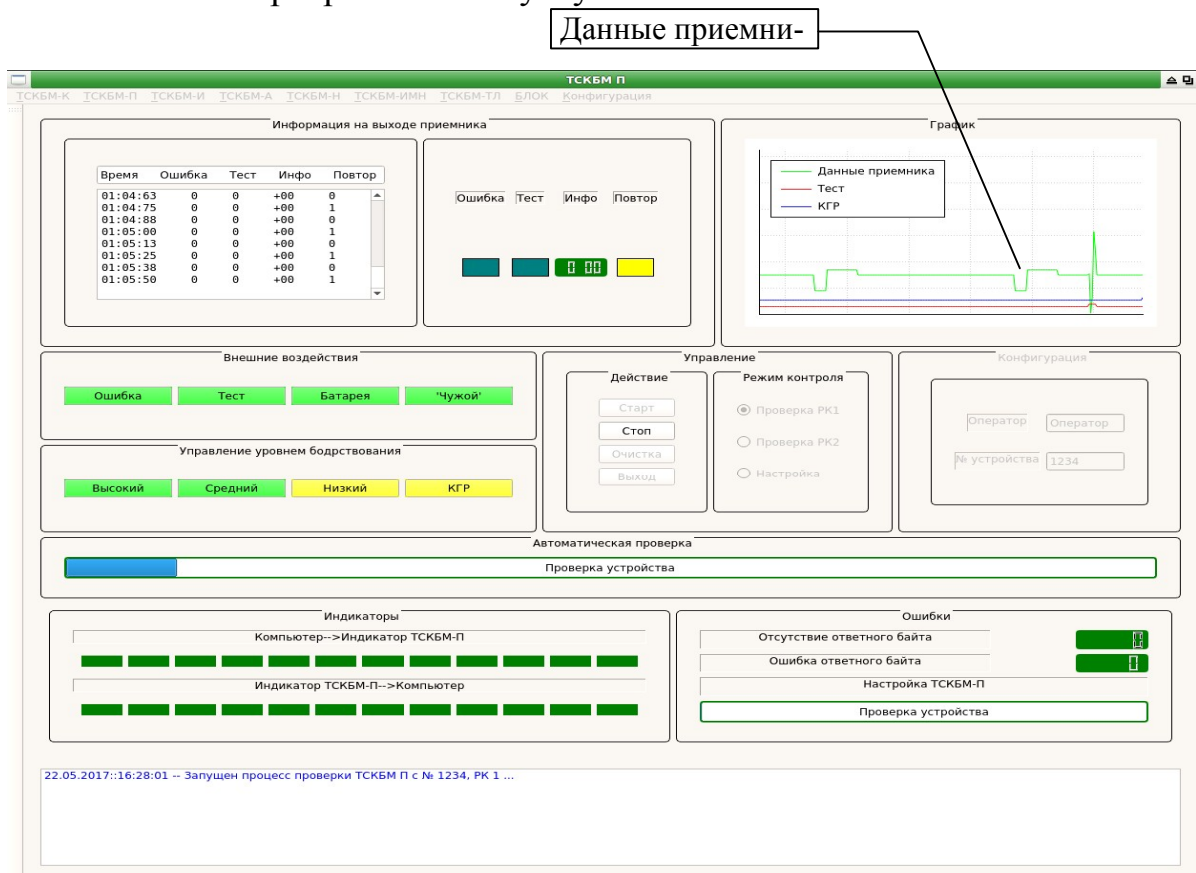 Данные приемни-
ТСКБМ П
ТСКБМ-К ТСКБМ-П ТСКБМ-И ТСКБМ-А ТСКБМ-Н ТСКБМ-ИМН ТСКБМ-ТЛ БЛОК Конфигурация
Информация на выходе приемника
Время Ошибка Тест Инфо Повтор
01:04:63 0 0 +00 0
01:04:75 0 0 +00 1
01:04:88 0 0 +00 0
01:05:00 0 0 +00 1
01:05:13 0 0 +00 0
01:05:25 0 0 +00 1
01:05:38 0 0 +00 0
01:05:50 0 0 +00 1
Ошибка Тест Инфо Повтор
0 00
График
Данные приемника
Тест
КГР
Внешние воздействия
Ошибка Тест Батарея 'Чужой'
Управление уровнем бодрствования
Высокий Средний Низкий КГР
Управление
Действие
Старт
Стоп
Очистка
Выход
Режим контроля
Проверка РК1
Проверка РК2
Настройка
Конфигурация
Оператор Оператор
№ устройства 1234
Автоматическая проверка
Проверка устройства
Индикаторы
Компьютер-->Индикатор ТСКБМ-П
Индикатор ТСКБМ-П-->Компьютер
Ошибки
Отсутствие ответного байта 0
Ошибка ответного байта 0
Настройка ТСКБМ-П
Проверка устройства
22.05.2017::16:28:01 -- Запущен процесс проверки ТСКБМ П с № 1234, РК 1 ...